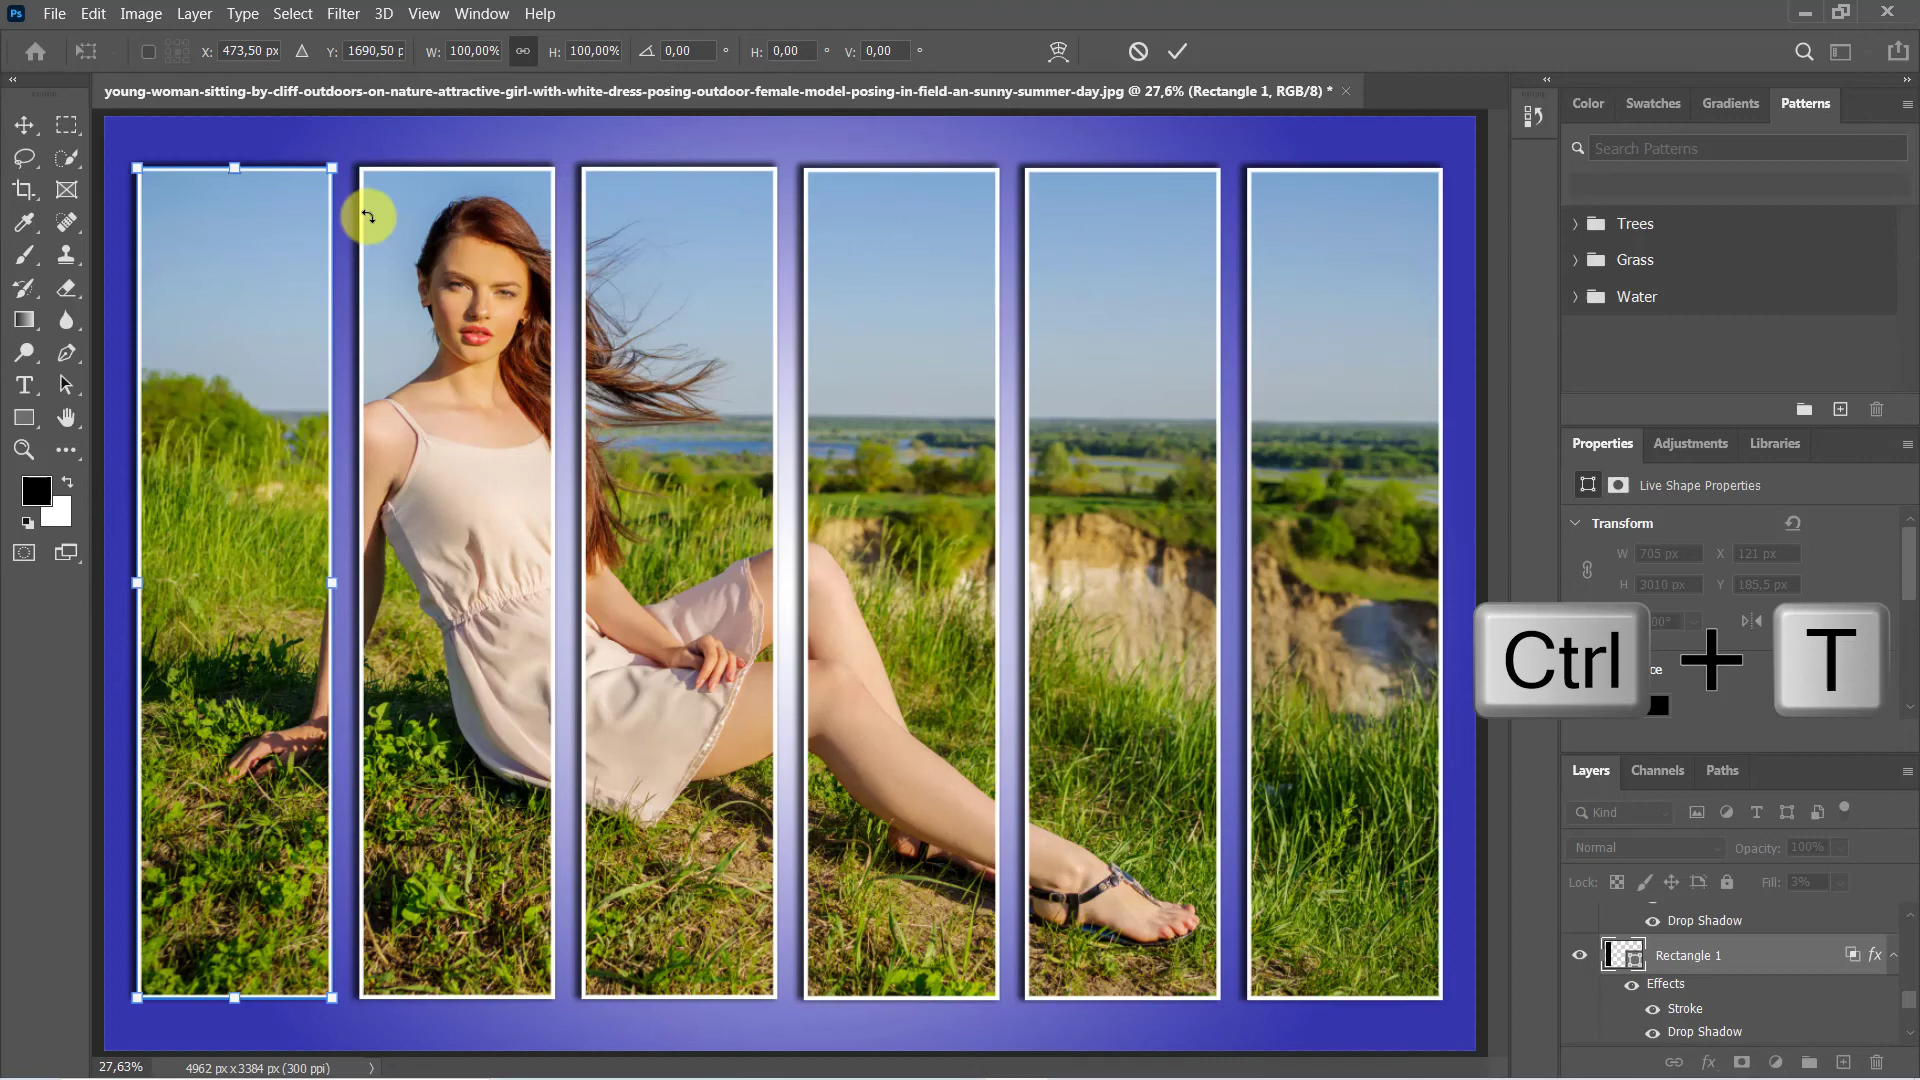 Ps File Edit Image Layer Type Select Filter 3D View Window Help
X: 473,50 px Y: 1690,50 p W: 100,00% H: 100,00% 0,00 ° H: 0,00 ° V: 0,00 °
young-woman-sitting-by-cliff-outdoors-on-nature-attractive-girl-with-white-dress-posing-outdoor-female-model-posing-in-field-an-sunny-summer-day.jpg @ 27,6% (Rectangle 1, RGB/8) *
Color Swatches Gradients Patterns
Search Patterns
Trees
Grass
Water
Properties Adjustments Libraries
Live Shape Properties
Transform
W 705 px X 121 px
H 3010 px Y 185,5 px
00°
Ctrl + T
ce
Layers Channels Paths
Kind
Normal Opacity: 100%
Lock: Fill: 3%
Drop Shadow
Rectangle 1 fx
Effects
Stroke
Drop Shadow
fx
27,63% 4962 px x 3384 px (300 ppi)